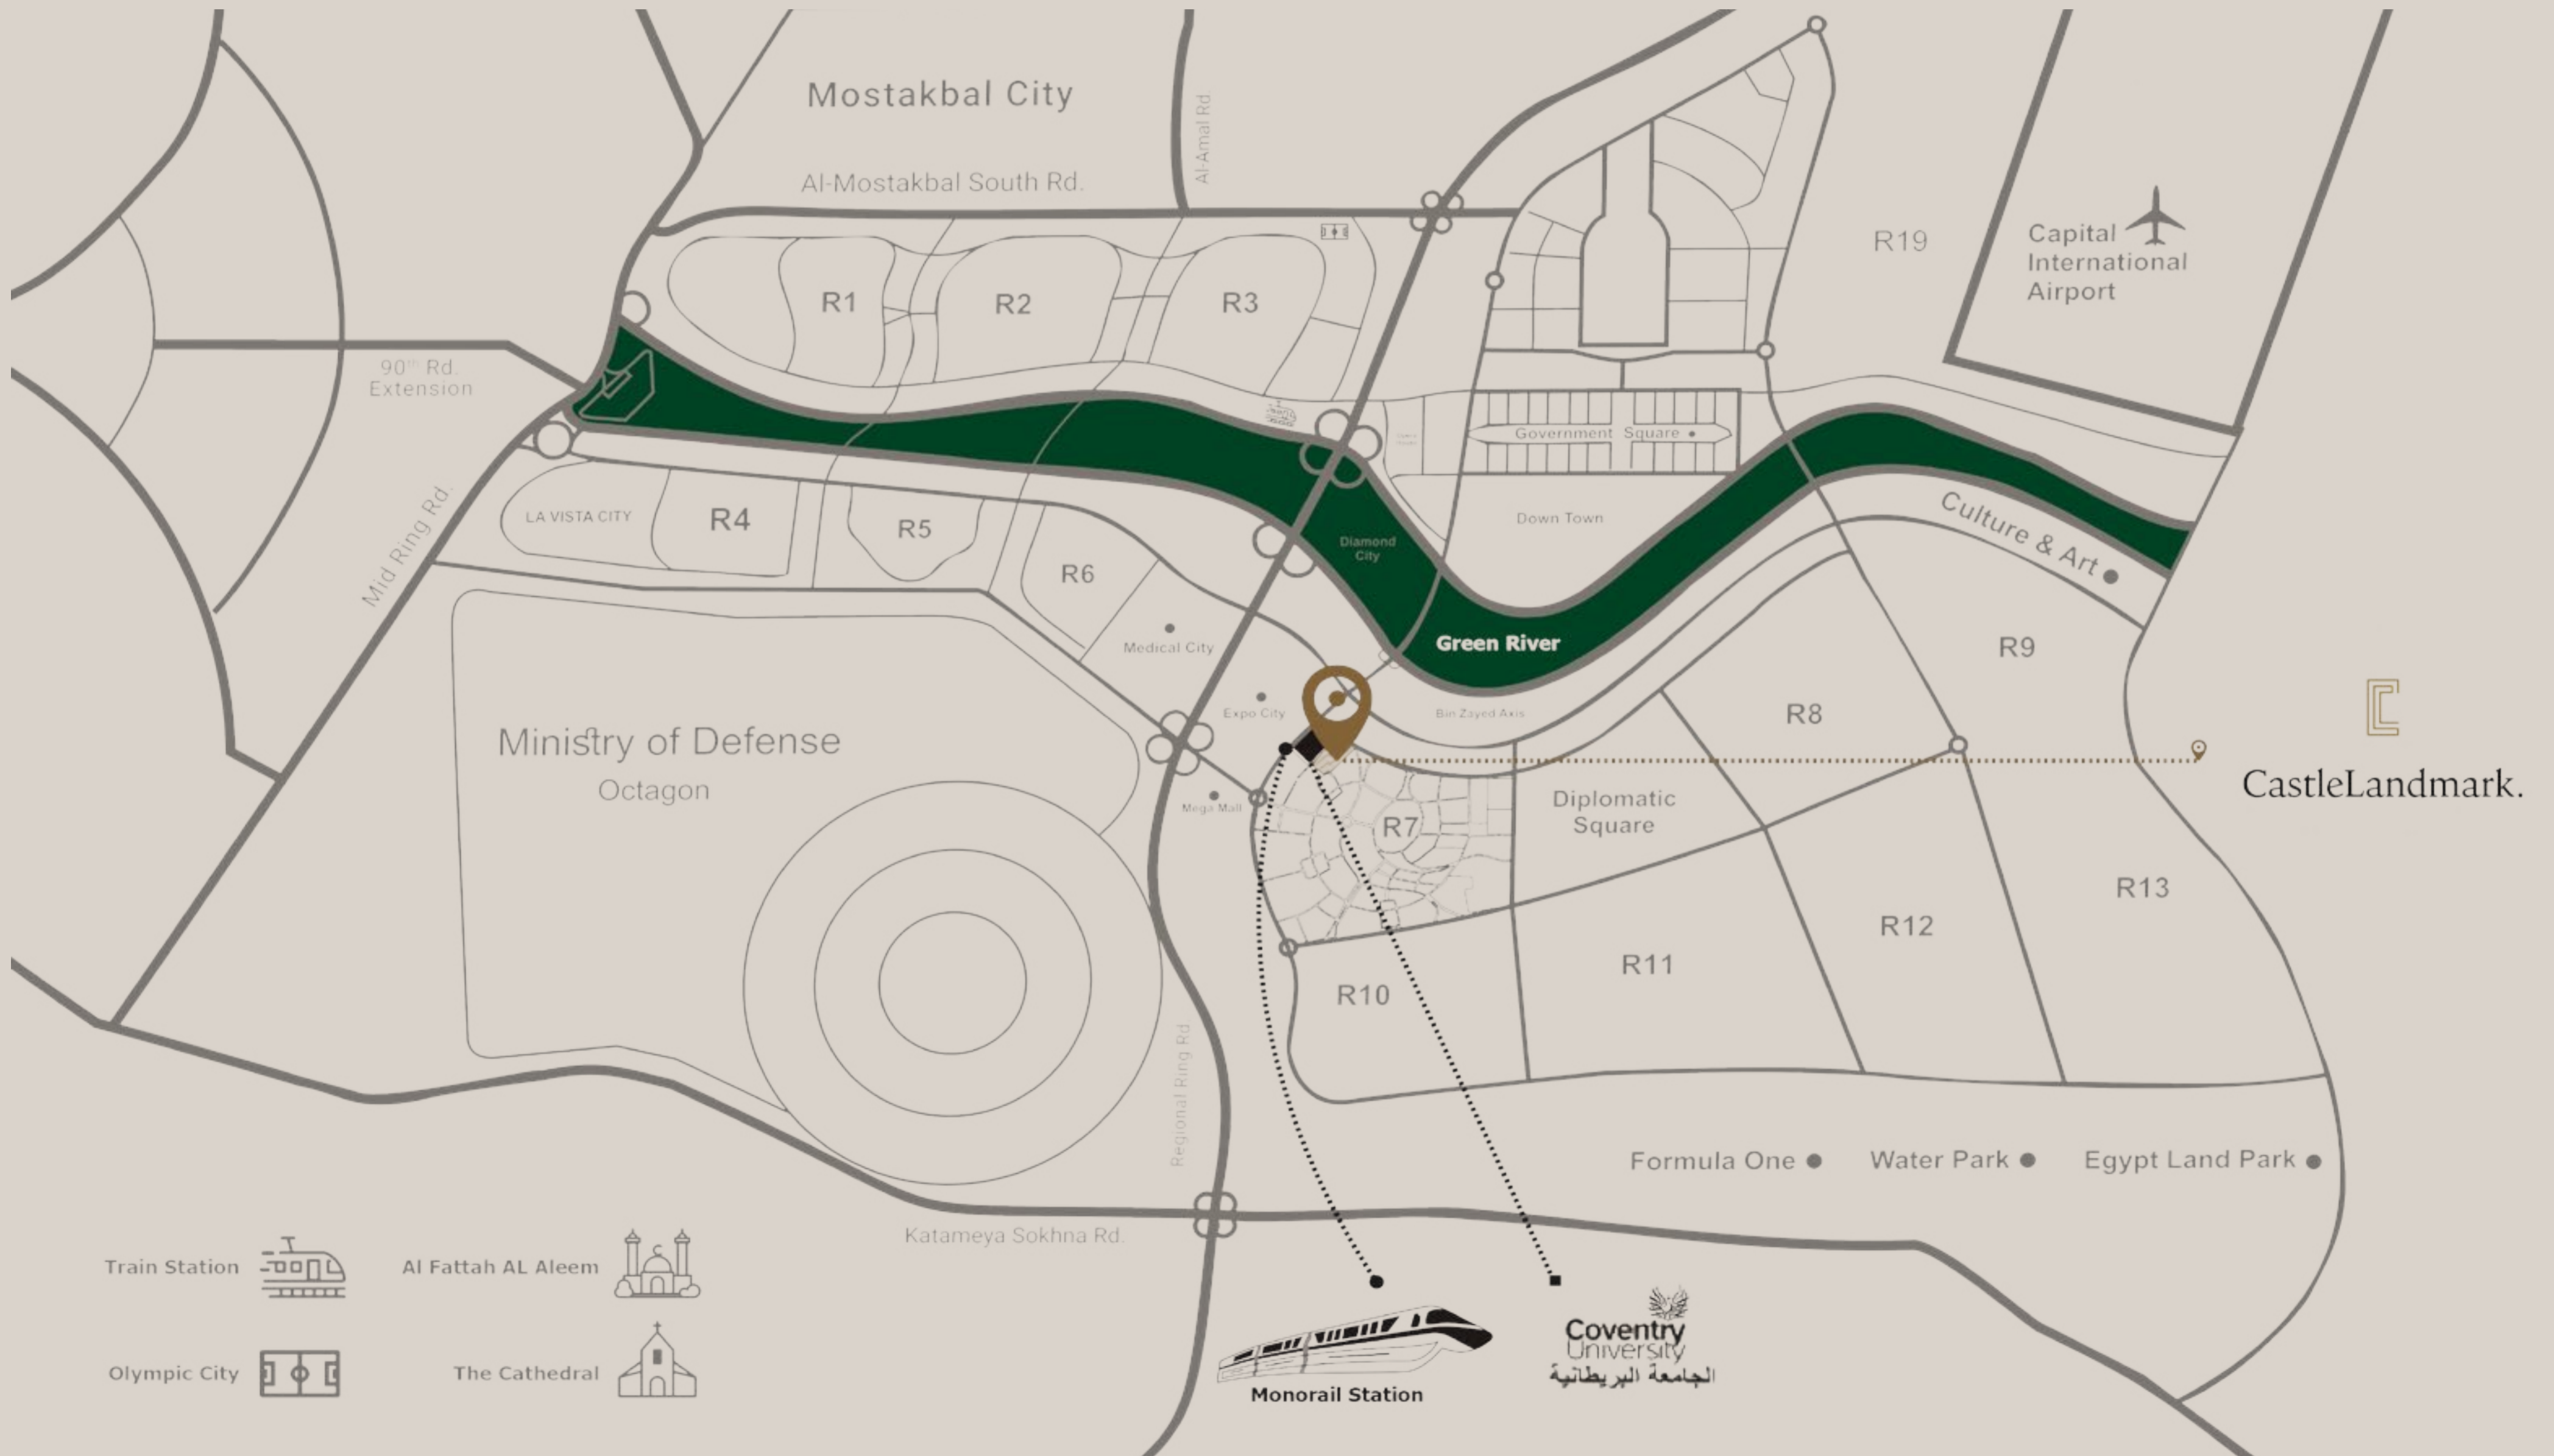 Mostakbal City
Al-Amal Rd
Al-Mostakbal South Rd.
R19
Capital
International
Airport
R1
R2
R3
90th Rd.
Extension
Government Square
LA VISTA CITY
R4
R5
Down Town
Culture & Art
Mid Ring Rd.
Diamond
City
R6
Medical City
Green River
R9
Expo City
Bin Zayed Axis
R8
Ministry of Defense
Octagon
CastleLandmark.
Mega Mall
R7
Diplomatic
Square
R13
R12
R11
R10
Regional Ring Rd.
Formula One
Water Park
Egypt Land Park
Katameya Sokhna Rd.
Train Station
Al Fattah AL Aleem
Olympic City
The Cathedral
Monorail Station
Coventry
University
الجامعة البريطانية